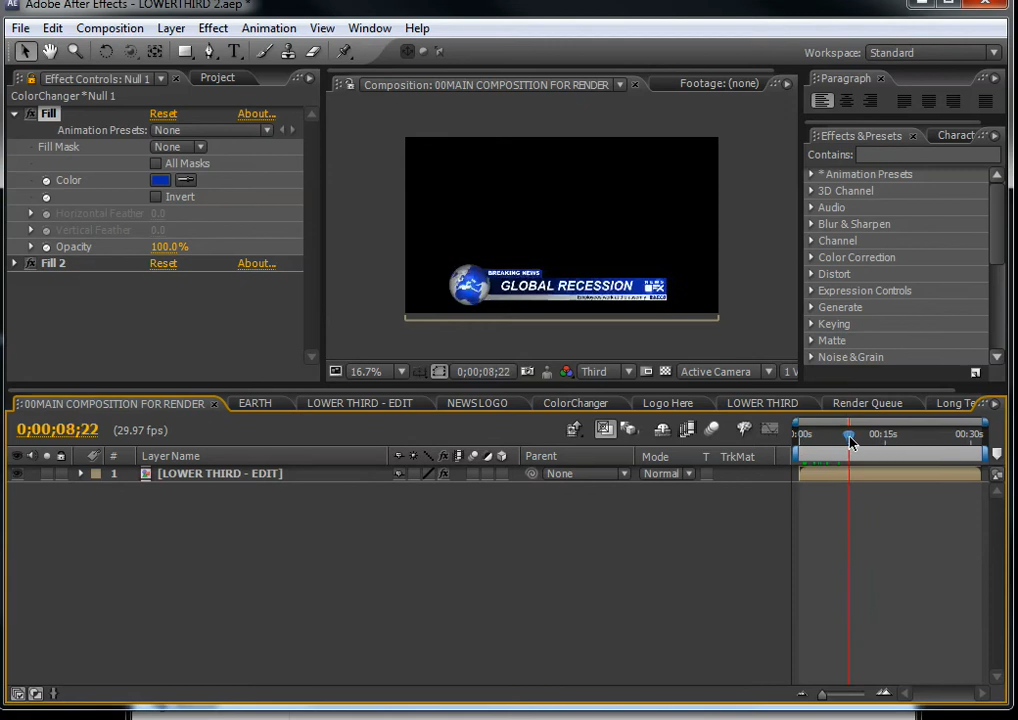 Adobe After Effects - LOWERTHIRD 2.aep *
File Edit Composition Layer Effect Animation View Window Help
Workspace: Standard
Effect Controls: Null 1 Project
ColorChanger * Null 1
Fill Reset About...
Animation Presets: None
Fill Mask None
All Masks
Color
Invert
Horizontal Feather 0.0
Vertical Feather 0.0
Opacity 100.0%
Fill 2 Reset About...
Composition: 00MAIN COMPOSITION FOR RENDER Footage: (none)
BREAKING NEWS
GLOBAL RECESSION
16.7% 0;00;08;22 Third Active Camera 1 V
Paragraph
Effects & Presets Charact
Contains:
* Animation Presets
3D Channel
Audio
Blur & Sharpen
Channel
Color Correction
Distort
Expression Controls
Generate
Keying
Matte
Noise & Grain
00MAIN COMPOSITION FOR RENDER EARTH LOWER THIRD - EDIT NEWS LOGO ColorChanger Logo Here LOWER THIRD Render Queue Long Te
0;00;08;22 (29.97 fps)
0:00s 00:15s 00:30s
# Layer Name Parent Mode T TrkMat
1 [LOWER THIRD - EDIT] None Normal